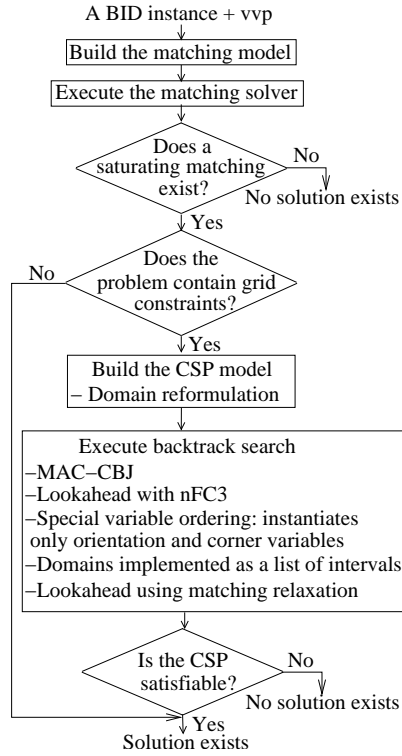 A BID instance + vvp
Build the matching model
Execute the matching solver
Does a
saturating matching
exist?
No
No solution exists
Yes
No
Does the
problem contain grid
constraints?
Yes
Build the CSP model
– Domain reformulation
Execute backtrack search
–MAC–CBJ
–Lookahead with nFC3
–Special variable ordering: instantiates
only orientation and corner variables
–Domains implemented as a list of intervals
–Lookahead using matching relaxation
Is the CSP
satisfiable?
No
No solution exists
Yes
Solution exists